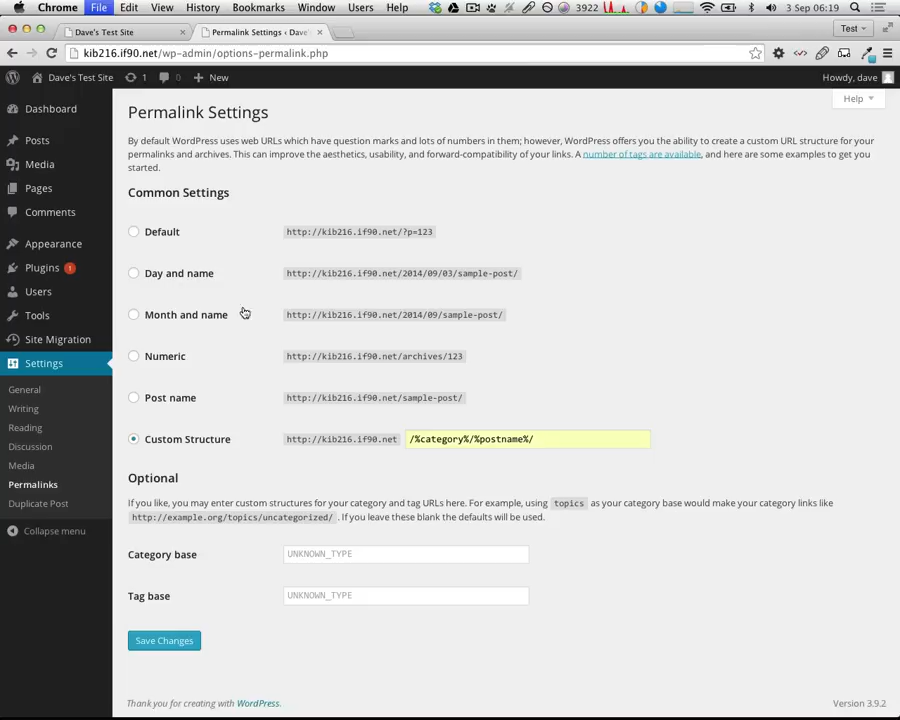 Chrome File Edit View History Bookmarks Window Users Help 3922 3 Sep 06:19
Dave's Test Site Permalink Settings ‹ Dave' Test
kib216.if90.net/wp-admin/options-permalink.php
Dave's Test Site 1 0 New Howdy, dave
Help
Dashboard
Posts
Media
Pages
Comments
Appearance
Plugins 1
Users
Tools
Site Migration
Settings
General
Writing
Reading
Discussion
Media
Permalinks
Duplicate Post
Collapse menu
Permalink Settings
By default WordPress uses web URLs which have question marks and lots of numbers in them; however, WordPress offers you the ability to create a custom URL structure for your
permalinks and archives. This can improve the aesthetics, usability, and forward-compatibility of your links. A number of tags are available, and here are some examples to get you
started.
Common Settings
Default http://kib216.if90.net/?p=123
Day and name http://kib216.if90.net/2014/09/03/sample-post/
Month and name http://kib216.if90.net/2014/09/sample-post/
Numeric http://kib216.if90.net/archives/123
Post name http://kib216.if90.net/sample-post/
Custom Structure http://kib216.if90.net /%category%/%postname%/
Optional
If you like, you may enter custom structures for your category and tag URLs here. For example, using topics as your category base would make your category links like
http://example.org/topics/uncategorized/ . If you leave these blank the defaults will be used.
Category base UNKNOWN_TYPE
Tag base UNKNOWN_TYPE
Save Changes
Thank you for creating with WordPress. Version 3.9.2